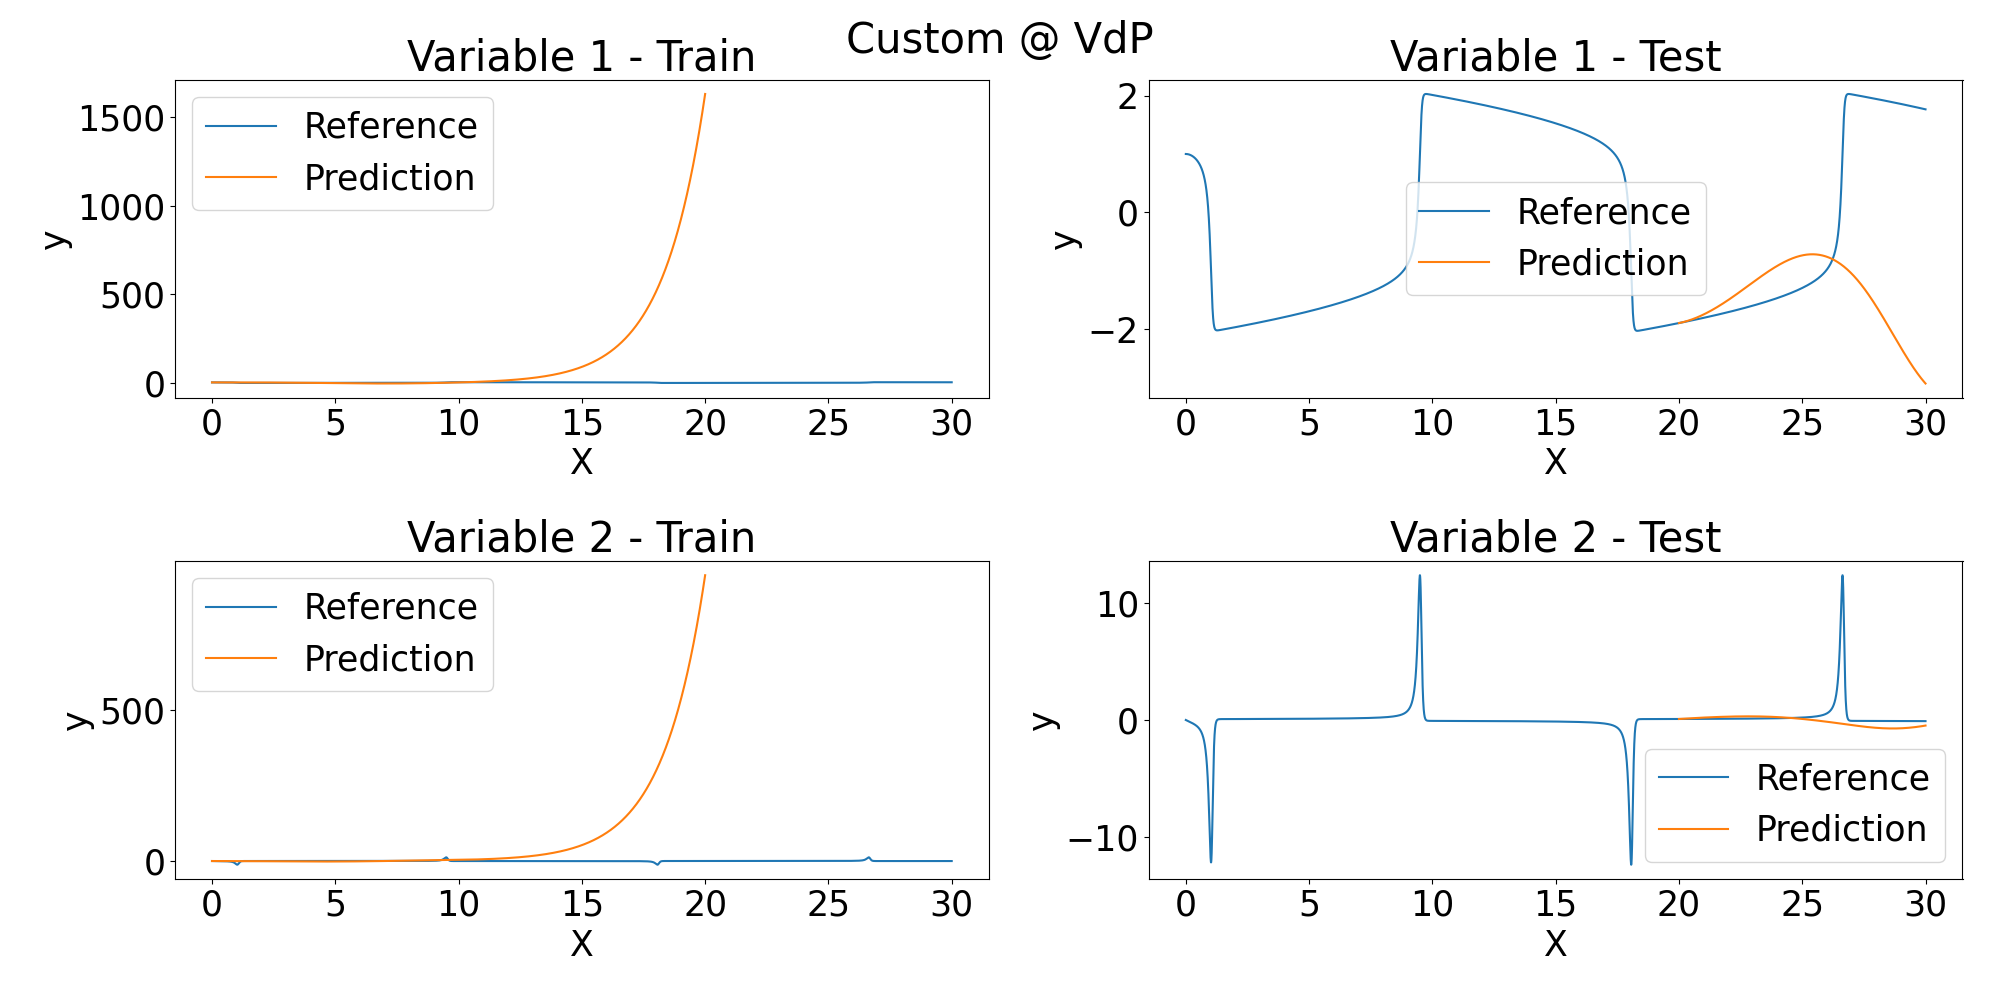 Custom @ VdP
Variable 1 - Train
1500
1000
500
0
y
Reference
Prediction
0 5 10 15 20 25 30
X
Variable 1 - Test
2
0
−2
y
Reference
Prediction
0 5 10 15 20 25 30
X
Variable 2 - Train
500
0
y
Reference
Prediction
0 5 10 15 20 25 30
X
Variable 2 - Test
10
0
−10
y
Reference
Prediction
0 5 10 15 20 25 30
X